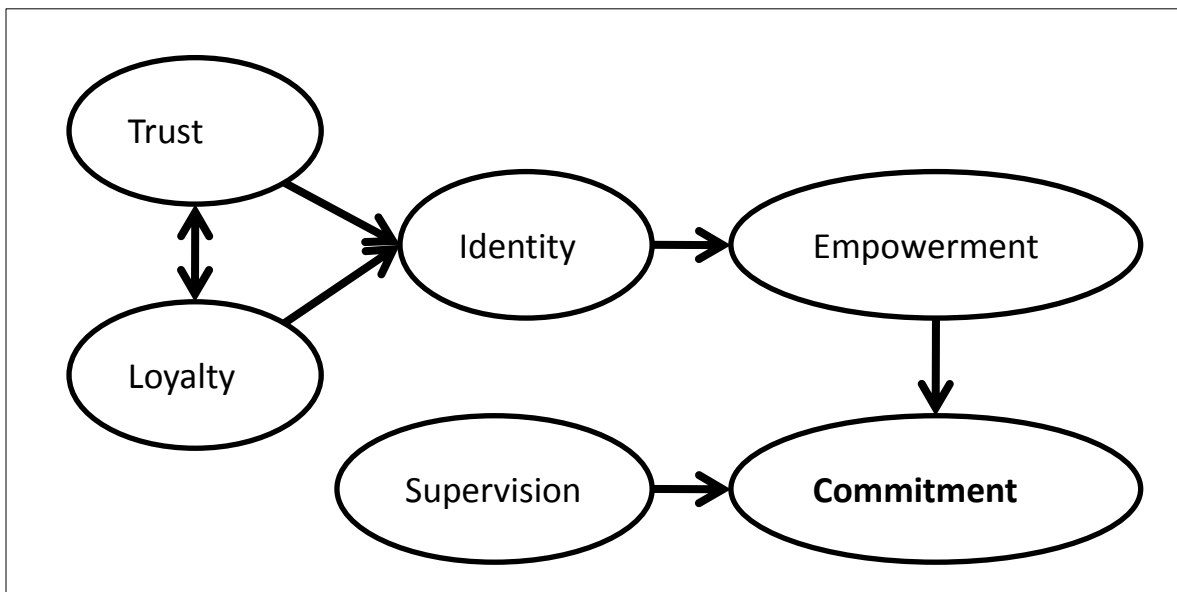 Trust
Identity
Empowerment
Loyalty
Supervision
Commitment